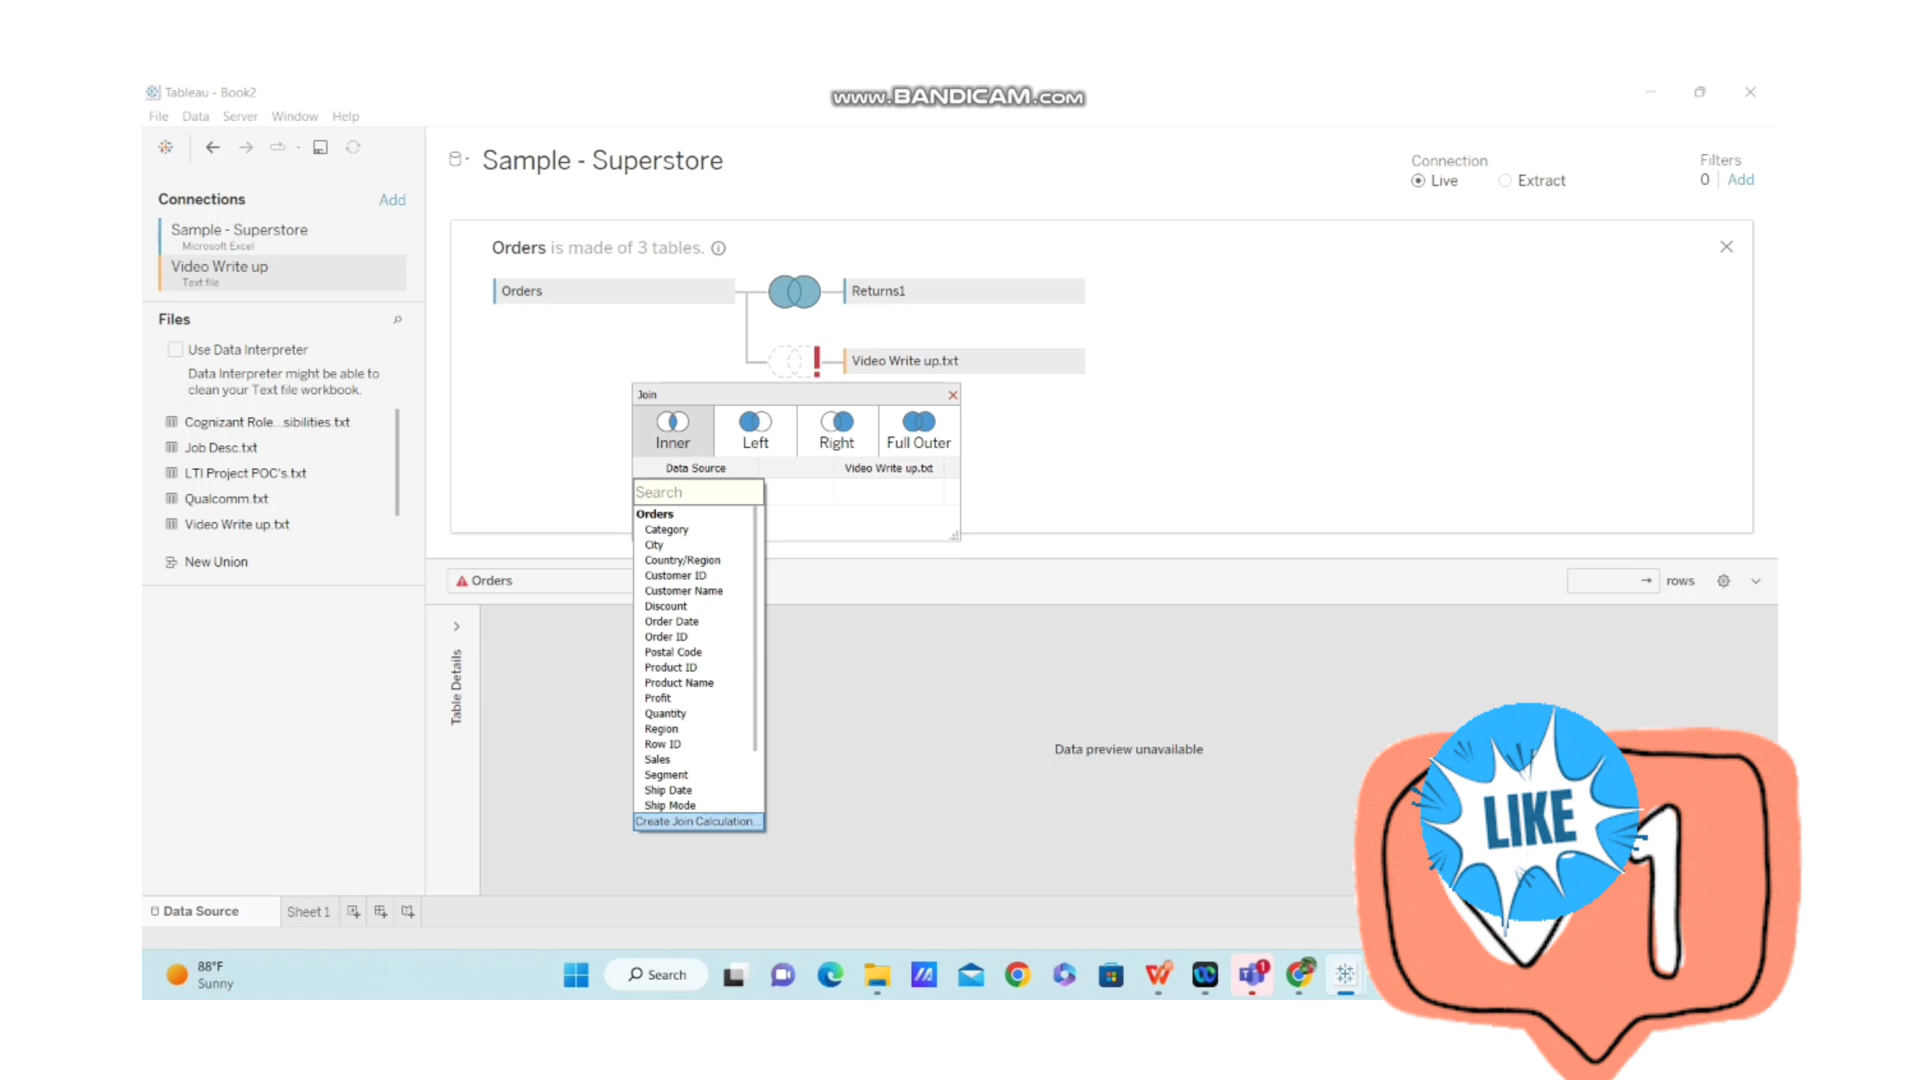 Tableau - Book2
www.BANDICAM.com
File Data Server Window Help
Sample - Superstore
Connection
Live
Extract
Filters
0 Add
Connections Add
Sample - Superstore
Microsoft Excel
Video Write up
Text file
Files
Use Data Interpreter
Data Interpreter might be able to
clean your Text file workbook.
Cognizant Role...sibilities.txt
Job Desc.txt
LTI Project POC's.txt
Qualcomm.txt
Video Write up.txt
New Union
Orders is made of 3 tables.
Orders
Returns1
Video Write up.txt
Join
Inner Left Right Full Outer
Data Source Video Write up.txt
Search
Orders
Category
City
Country/Region
Customer ID
Customer Name
Discount
Order Date
Order ID
Postal Code
Product ID
Product Name
Profit
Quantity
Region
Row ID
Sales
Segment
Ship Date
Ship Mode
Create Join Calculation...
Orders
rows
Table Details
Data preview unavailable
LIKE
1
Data Source
Sheet 1
88°F
Sunny
Search
1